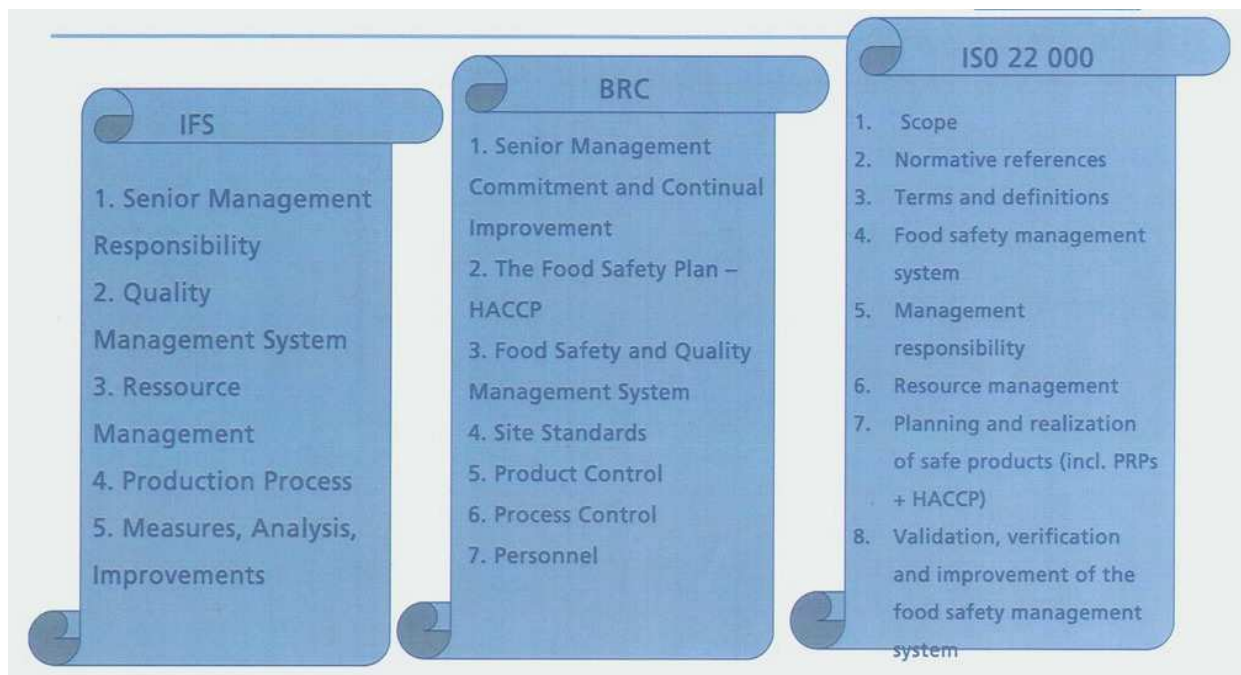 IFS
1. Senior Management
Responsibility
2. Quality
Management System
3. Ressource
Management
4. Production Process
5. Measures, Analysis,
Improvements
BRC
1. Senior Management
Commitment and Continual
Improvement
2. The Food Safety Plan –
HACCP
3. Food Safety and Quality
Management System
4. Site Standards
5. Product Control
6. Process Control
7. Personnel
IS0 22 000
1. Scope
2. Normative references
3. Terms and definitions
4. Food safety management
system
5. Management
responsibility
6. Resource management
7. Planning and realization
of safe products (incl. PRPs
+ HACCP)
8. Validation, verification
and improvement of the
food safety management
system